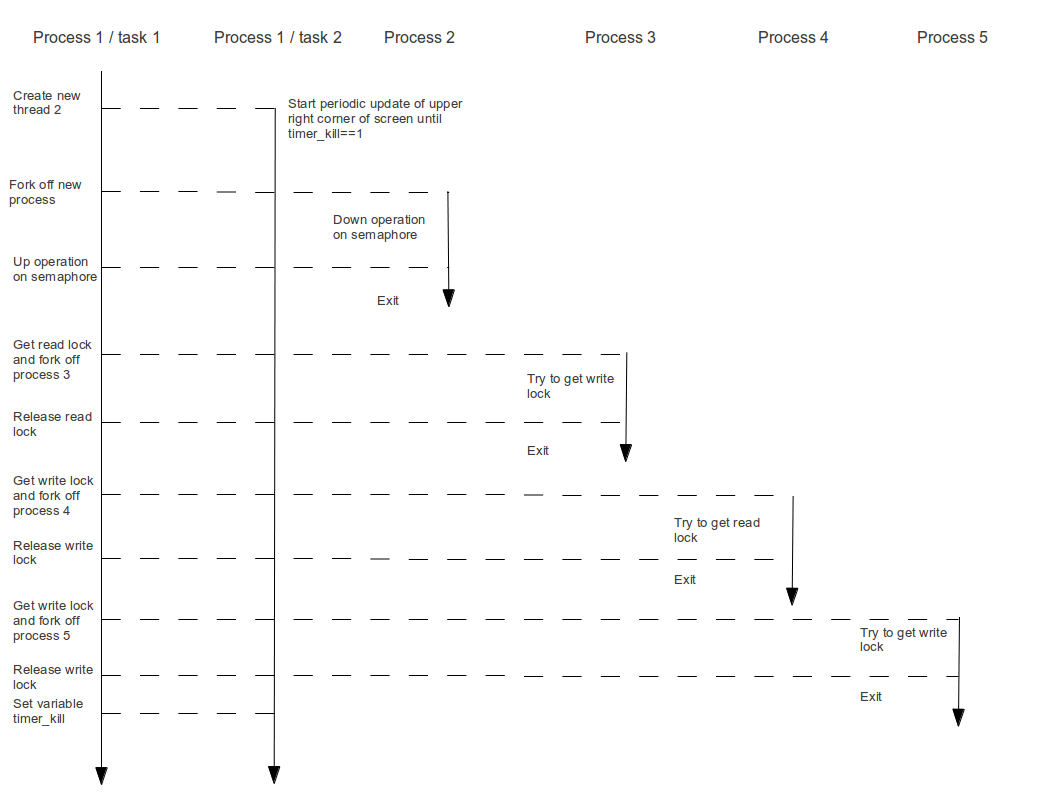 Process 1 / task 1
Process 1 / task 2
Process 2
Process 3
Process 4
Process 5
Create new
thread 2
Start periodic update of upper
right corner of screen until
timer_kill==1
Fork off new
process
Down operation
on semaphore
Up operation
on semaphore
Exit
Get read lock
and fork off
process 3
Try to get write
lock
Release read
lock
Exit
Get write lock
and fork off
process 4
Try to get read
lock
Release write
lock
Exit
Get write lock
and fork off
process 5
Try to get write
lock
Release write
lock
Exit
Set variable
timer_kill